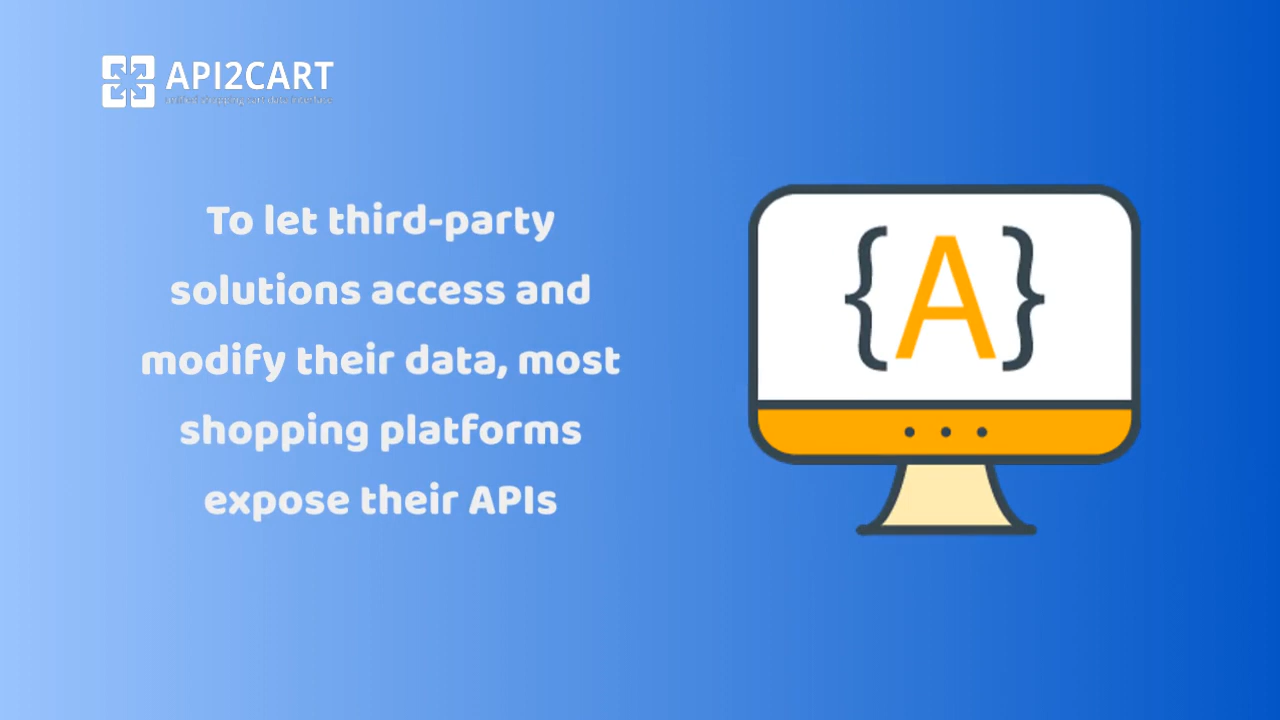 API2CART
To let third-party
solutions access and
modify their data, most
shopping platforms
expose their APIs
{A}